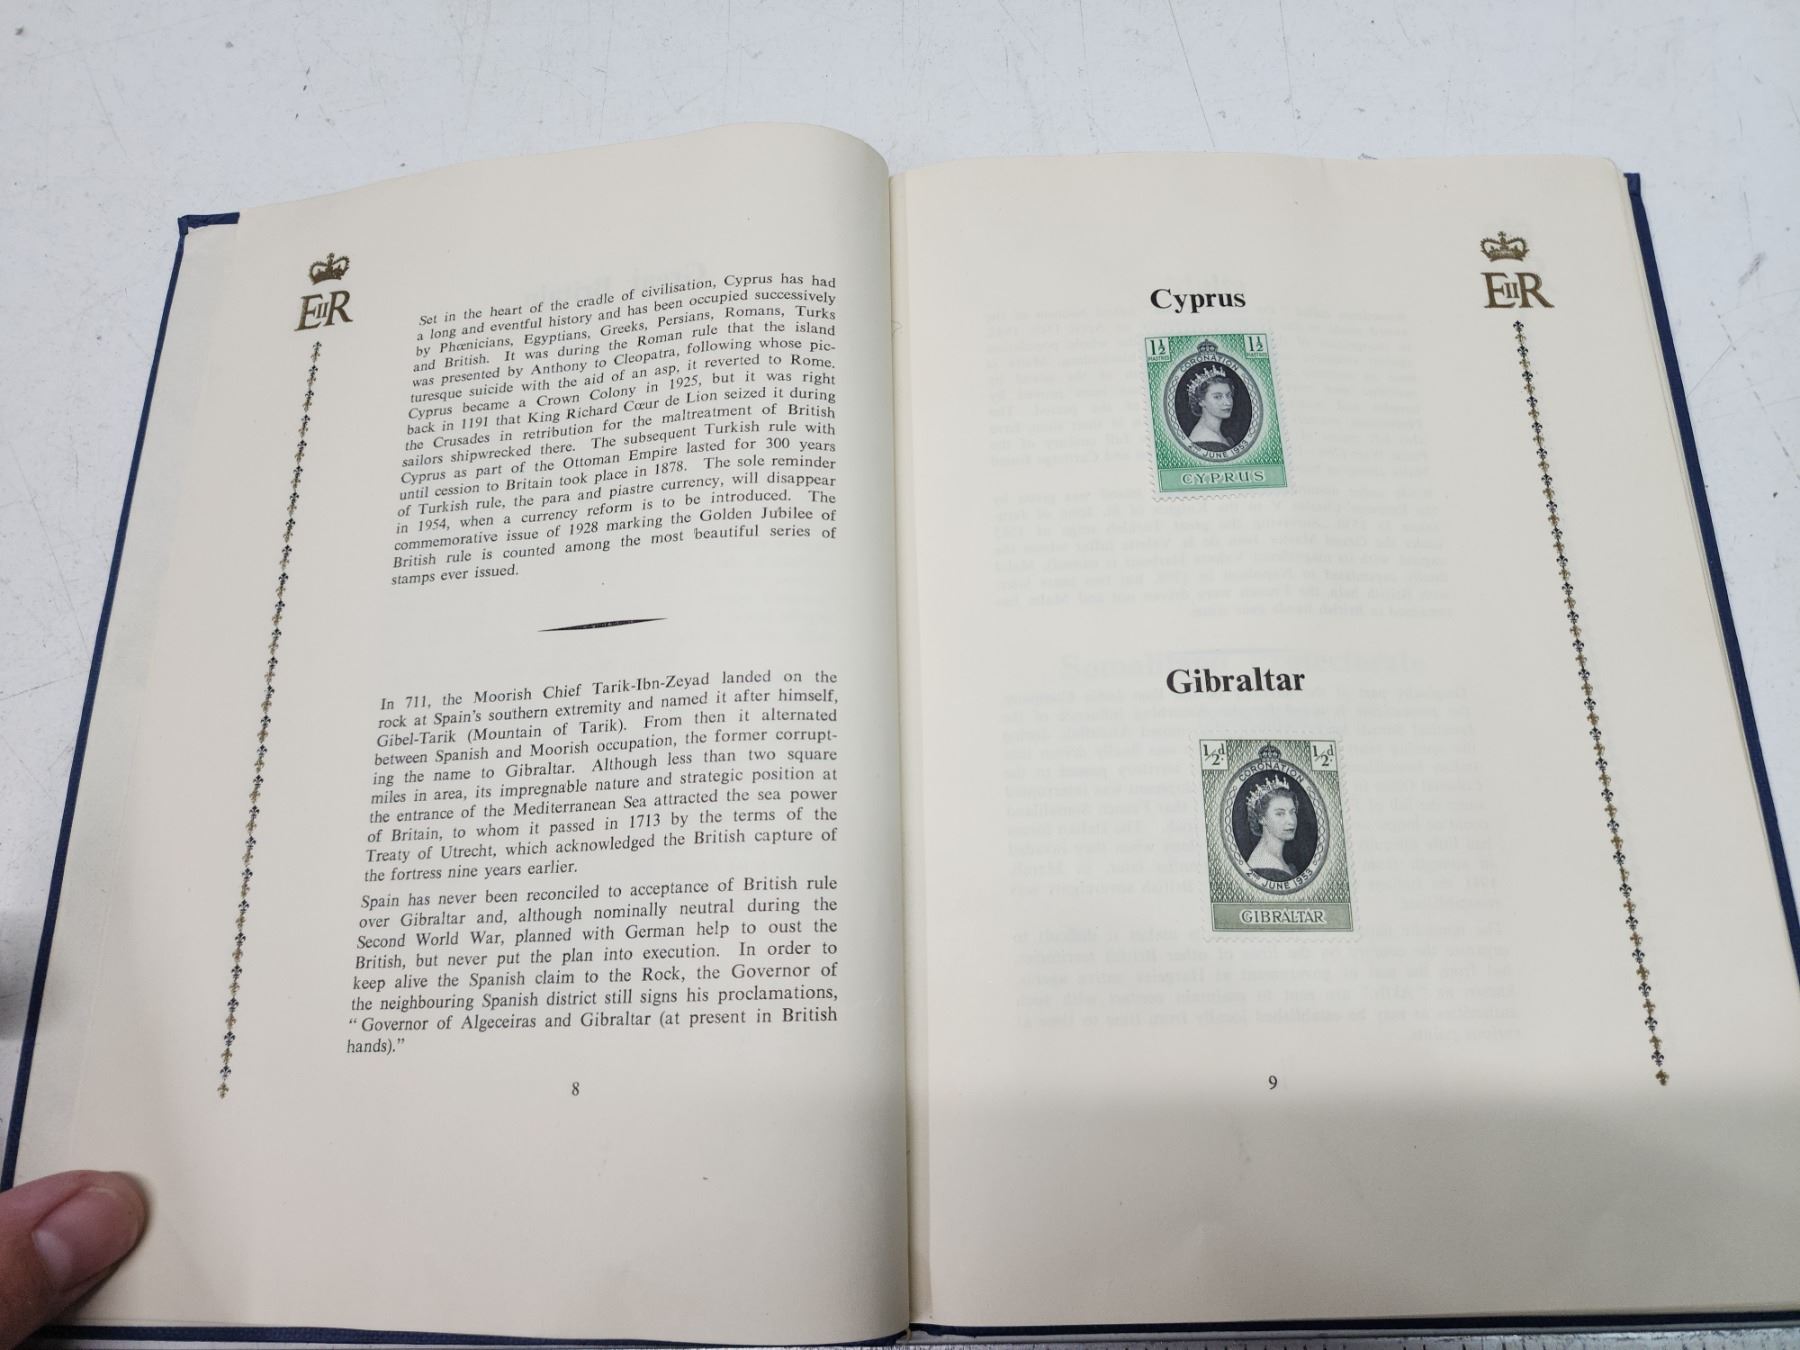 EIIR
Set in the heart of the cradle of civilisation, Cyprus has had
a long and eventful history and has been occupied successively
by Phœnicians, Egyptians, Greeks, Persians, Romans, Turks
and British. It was during the Roman rule that the island
was presented by Anthony to Cleopatra, following whose pic-
turesque suicide with the aid of an asp, it reverted to Rome.
Cyprus became a Crown Colony in 1925, but it was right
back in 1191 that King Richard Cœur de Lion seized it during
the Crusades in retribution for the maltreatment of British
sailors shipwrecked there. The subsequent Turkish rule with
Cyprus as part of the Ottoman Empire lasted for 300 years
until cession to Britain took place in 1878. The sole reminder
of Turkish rule, the para and piastre currency, will disappear
in 1954, when a currency reform is to be introduced. The
commemorative issue of 1928 marking the Golden Jubilee of
British rule is counted among the most beautiful series of
stamps ever issued.
In 711, the Moorish Chief Tarik-Ibn-Zeyad landed on the
rock at Spain's southern extremity and named it after himself,
Gibel-Tarik (Mountain of Tarik). From then it alternated
between Spanish and Moorish occupation, the former corrupt-
ing the name to Gibraltar. Although less than two square
miles in area, its impregnable nature and strategic position at
the entrance of the Mediterranean Sea attracted the sea power
of Britain, to whom it passed in 1713 by the terms of the
Treaty of Utrecht, which acknowledged the British capture of
the fortress nine years earlier.
Spain has never been reconciled to acceptance of British rule
over Gibraltar and, although nominally neutral during the
Second World War, planned with German help to oust the
British, but never put the plan into execution. In order to
keep alive the Spanish claim to the Rock, the Governor of
the neighbouring Spanish district still signs his proclamations,
“ Governor of Algeceiras and Gibraltar (at present in British
hands).”
8
EIIR
Cyprus
1½ 1½
PIASTRES PIASTRES
CORONATION
2ND JUNE 1953
CYPRUS
Gibraltar
½d. ½d.
CORONATION
2ND JUNE 1953
GIBRALTAR
9